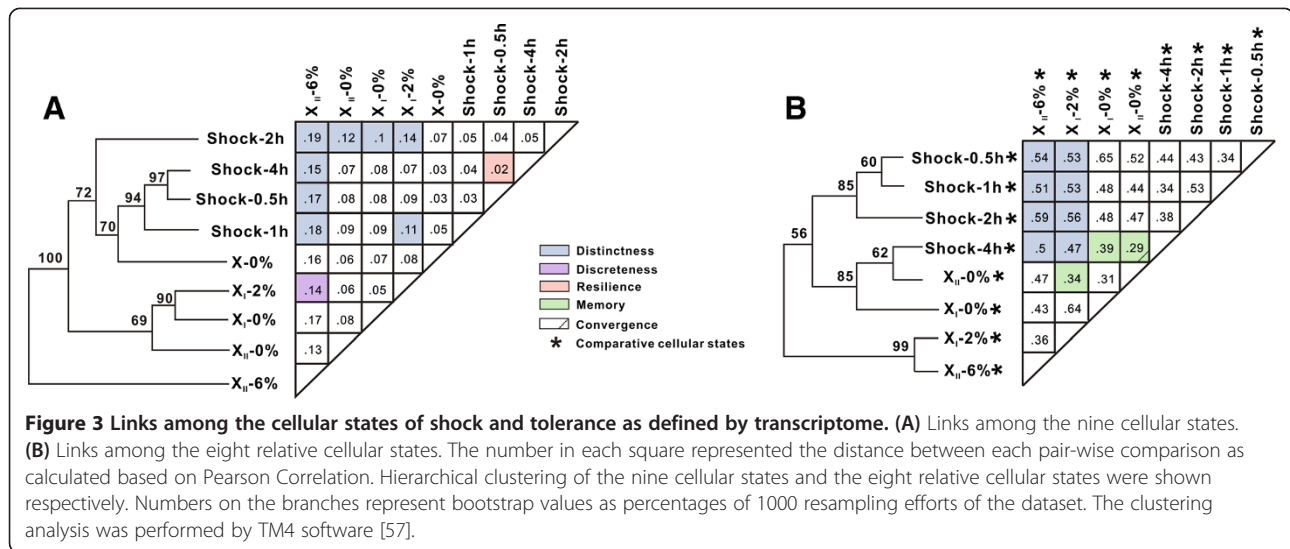 A
X_II-6%
X_II-0%
X_I-0%
X_I-2%
X-0%
Shock-1h
Shock-0.5h
Shock-4h
Shock-2h
Shock-2h .19 .12 .1 .14 .07 .05 .04 .05
Shock-4h .15 .07 .08 .07 .03 .04 .02
Shock-0.5h .17 .08 .08 .09 .03 .03
Shock-1h .18 .09 .09 .11 .05
X-0% .16 .06 .07 .08
X_I-2% .14 .06 .05
X_I-0% .17 .08
X_II-0% .13
X_II-6%
97
94
72
70
100
90
69
Distinctness
Discreteness
Resilience
Memory
Convergence
* Comparative cellular states
B
X_II-6%*
X_I-2%*
X_I-0%*
X_II-0%*
Shock-4h*
Shock-2h*
Shock-1h*
Shcok-0.5h*
Shock-0.5h* .54 .53 .65 .52 .44 .43 .34
Shock-1h* .51 .53 .48 .44 .34 .53
Shock-2h* .59 .56 .48 .47 .38
Shock-4h* .5 .47 .39 .29
X_II-0%* .47 .34 .31
X_I-0%* .43 .64
X_I-2%* .36
X_II-6%*
60
85
56
62
85
99
Figure 3 Links among the cellular states of shock and tolerance as defined by transcriptome. (A) Links among the nine cellular states.
(B) Links among the eight relative cellular states. The number in each square represented the distance between each pair-wise comparison as
calculated based on Pearson Correlation. Hierarchical clustering of the nine cellular states and the eight relative cellular states were shown
respectively. Numbers on the branches represent bootstrap values as percentages of 1000 resampling efforts of the dataset. The clustering
analysis was performed by TM4 software [57].